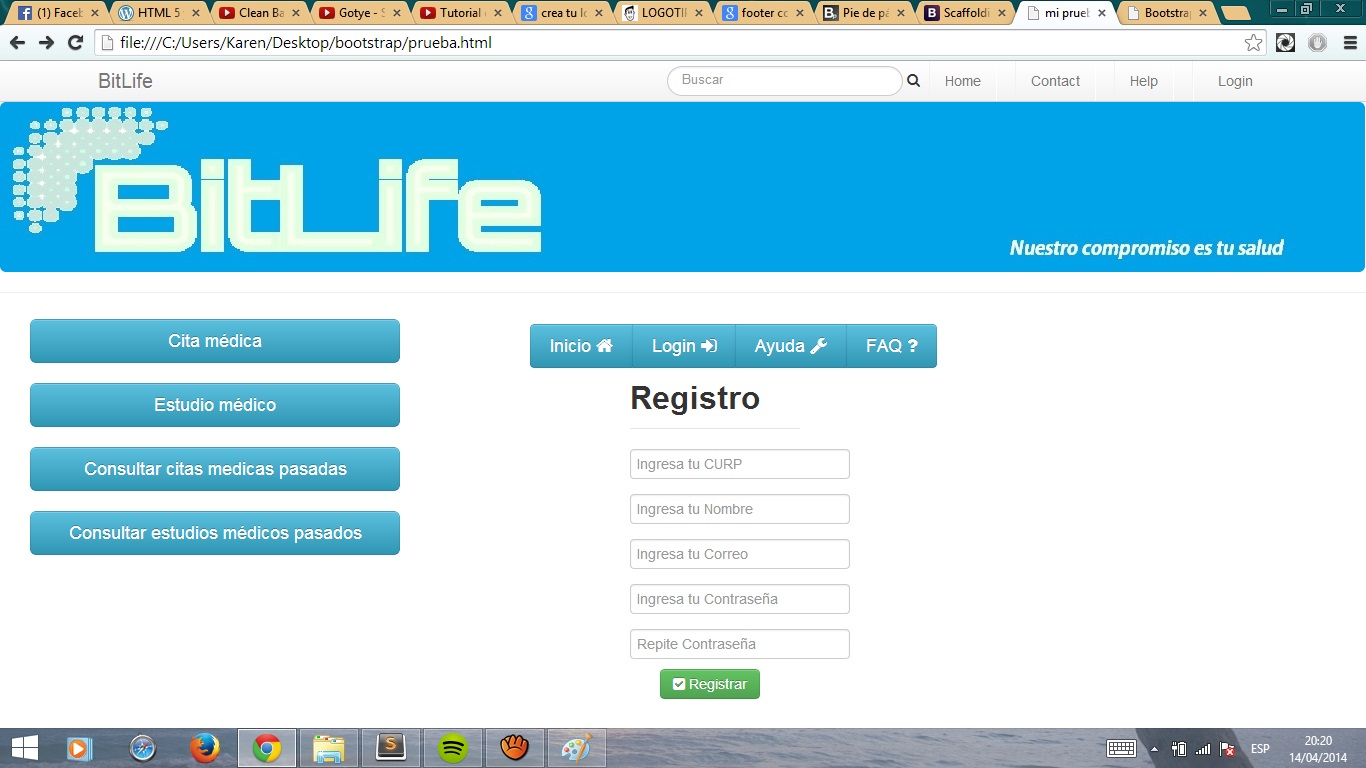 (1) Faceb
HTML 5
Clean Ba
Gotye - S
Tutorial
crea tu lo
LOGOTIP
footer co
Pie de pá
Scaffoldi
mi prueb
Bootstrap
file:///C:/Users/Karen/Desktop/bootstrap/prueba.html
BitLife
Buscar
Home
Contact
Help
Login
BitLife
Nuestro compromiso es tu salud
Cita médica
Estudio médico
Consultar citas medicas pasadas
Consultar estudios médicos pasados
Inicio
Login
Ayuda
FAQ ?
Registro
Ingresa tu CURP
Ingresa tu Nombre
Ingresa tu Correo
Ingresa tu Contraseña
Repite Contraseña
Registrar
ESP
20:20
14/04/2014